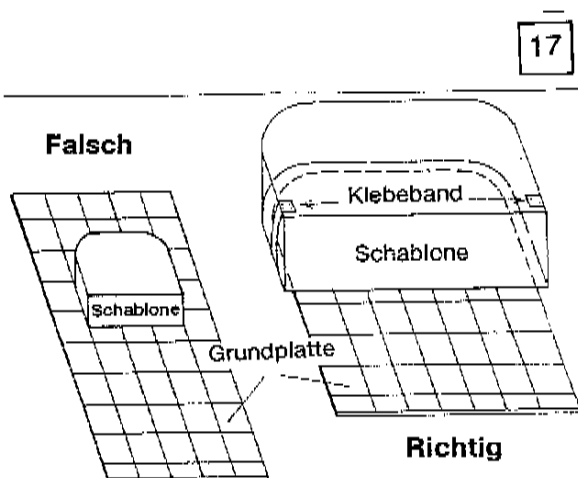 17
Falsch
Klebeband
Schablone
Schablone
Grundplatte
Richtig